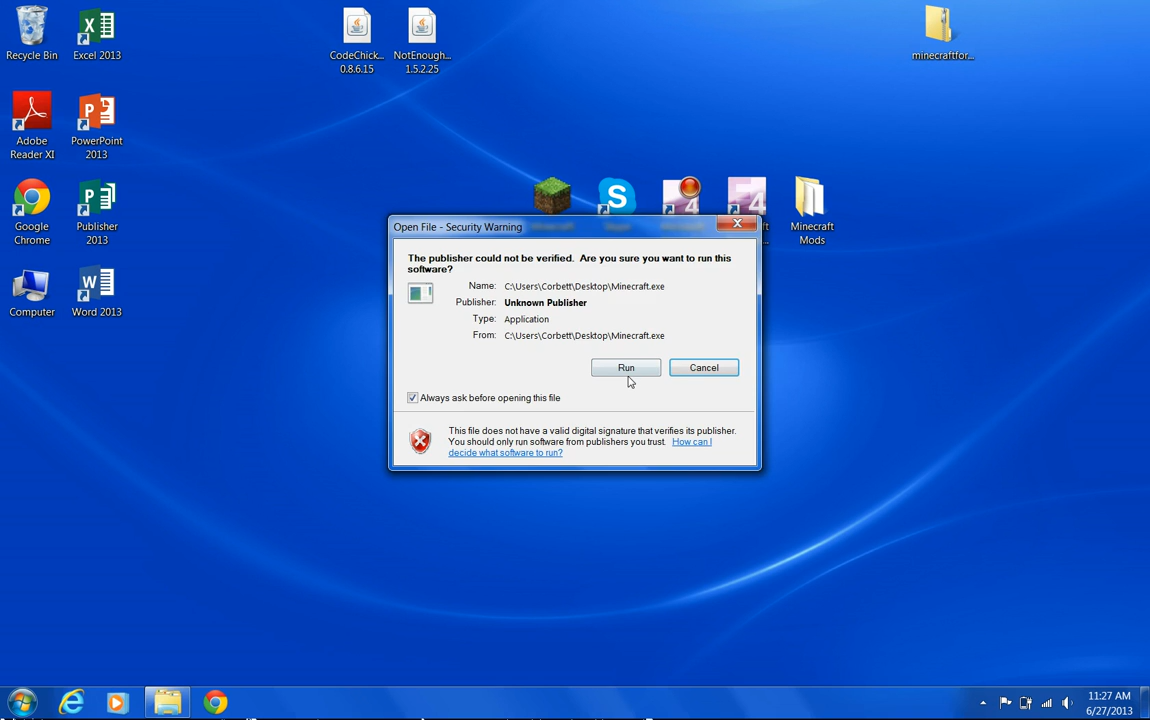 Recycle Bin
Excel 2013
CodeChick...
0.8.6.15
NotEnough...
1.5.2.25
minecraftfor...
Adobe
Reader XI
PowerPoint
2013
Google
Chrome
Publisher
2013
Minecraft
Mods
Computer
Word 2013
Open File - Security Warning
The publisher could not be verified. Are you sure you want to run this
software?
Name: C:\Users\Corbett\Desktop\Minecraft.exe
Publisher: Unknown Publisher
Type: Application
From: C:\Users\Corbett\Desktop\Minecraft.exe
Run
Cancel
Always ask before opening this file
This file does not have a valid digital signature that verifies its publisher.
You should only run software from publishers you trust. How can I
decide what software to run?
11:27 AM
6/27/2013